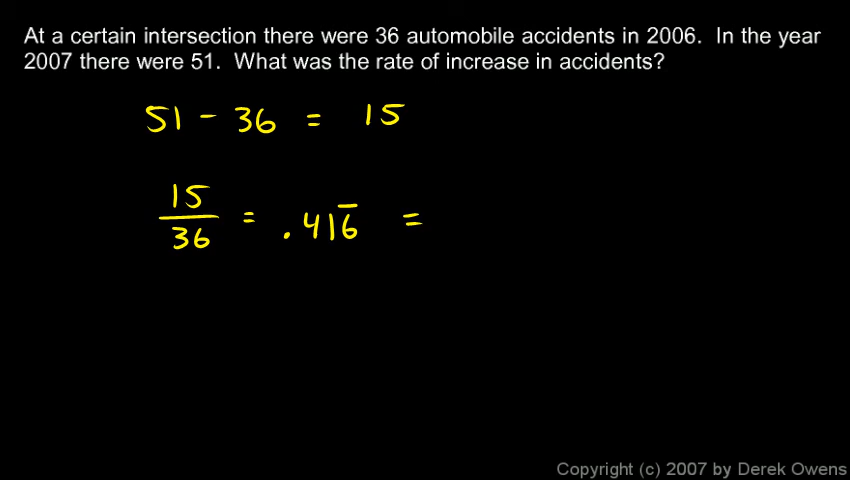 At a certain intersection there were 36 automobile accidents in 2006.  In the year
2007 there were 51.  What was the rate of increase in accidents?
51 - 36 = 15
15/36 = .416̅ =
Copyright (c) 2007 by Derek Owens